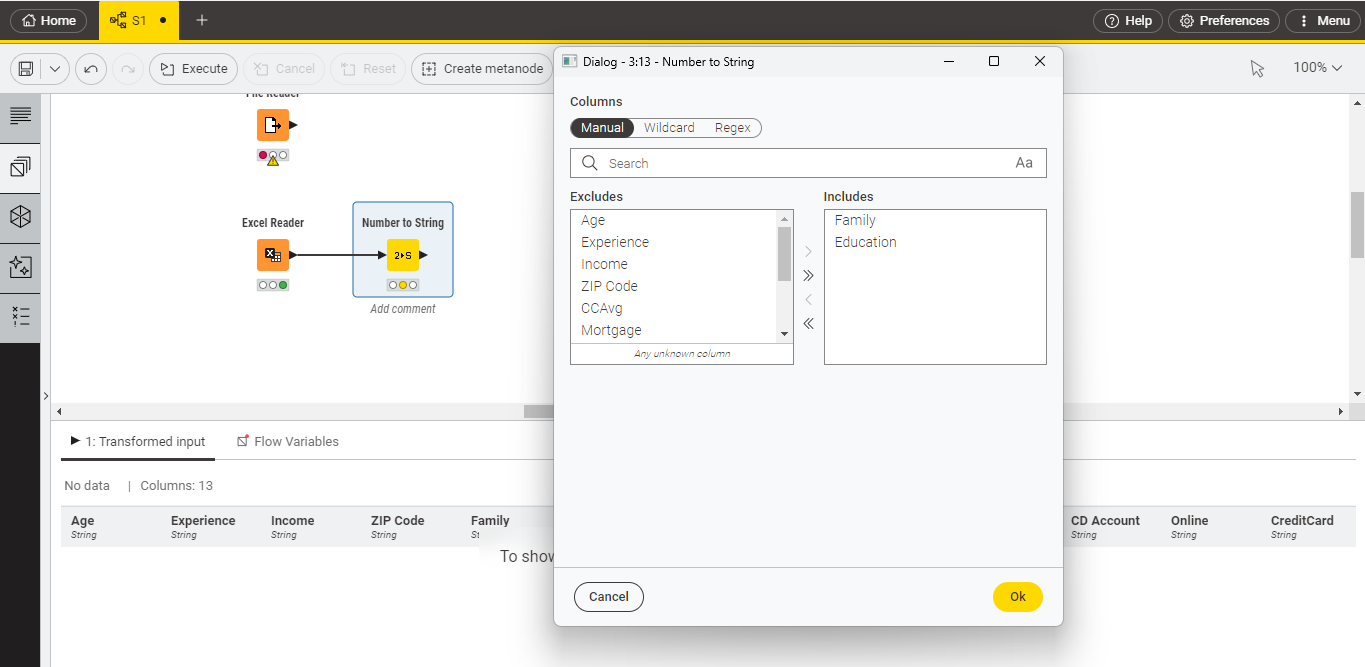 Home
S1
Help
Preferences
Menu
Execute
Cancel
Reset
Create metanode
100%
File Reader
Excel Reader
Number to String
2 S
Add comment
Dialog - 3:13 - Number to String
Columns
Manual Wildcard Regex
Search
Aa
Excludes
Age
Experience
Income
ZIP Code
CCAvg
Mortgage
Any unknown column
Includes
Family
Education
Cancel
Ok
1: Transformed input
Flow Variables
No data | Columns: 13
Age Experience Income ZIP Code Family CD Account Online CreditCard
String String String String St String String String
To show